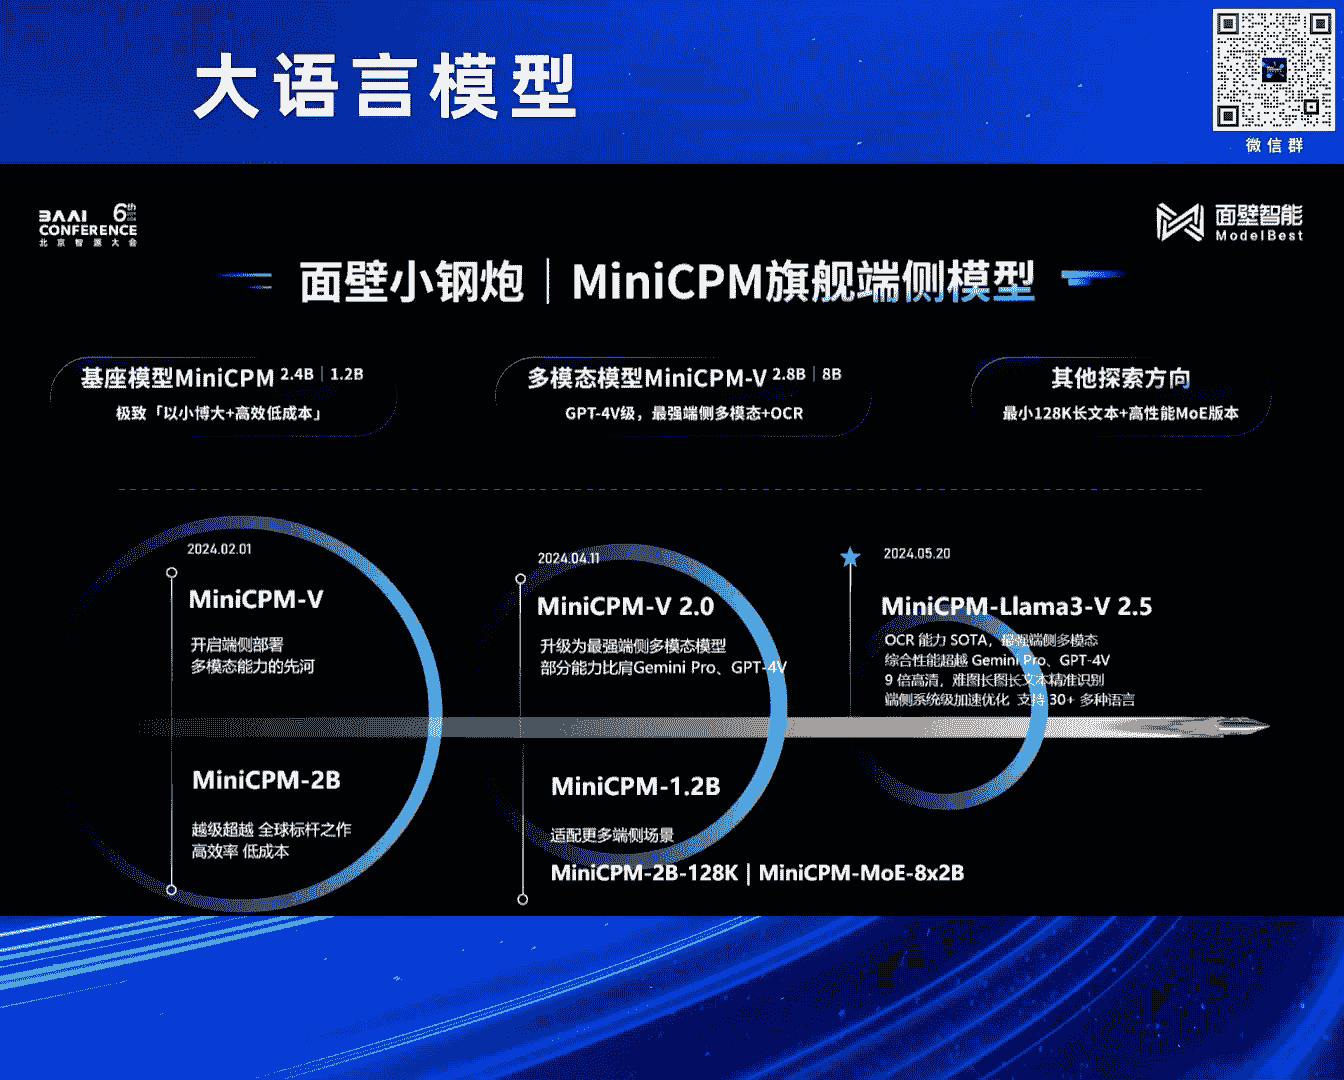 大语言模型
微信群
BAAI 6th
CONFERENCE
北京智源大会
面壁智能
ModelBest
面壁小钢炮｜MiniCPM旗舰端侧模型
基座模型MiniCPM 2.4B｜1.2B
极致「以小博大+高效低成本」
多模态模型MiniCPM-V 2.8B｜8B
GPT-4V级，最强端侧多模态+OCR
其他探索方向
最小128K长文本+高性能MoE版本
2024.02.01
MiniCPM-V
开启端侧部署
多模态能力的先河
MiniCPM-2B
越级超越 全球标杆之作
高效率 低成本
2024.04.11
MiniCPM-V 2.0
升级为最强端侧多模态模型
部分能力比肩Gemini Pro、GPT-4V
MiniCPM-1.2B
适配更多端侧场景
MiniCPM-2B-128K | MiniCPM-MoE-8x2B
2024.05.20
MiniCPM-Llama3-V 2.5
OCR 能力 SOTA，最强端侧多模态
综合性能超越 Gemini Pro、GPT-4V
9 倍高清，难图长图长文本精准识别
端侧系统级加速优化 支持 30+ 多种语言